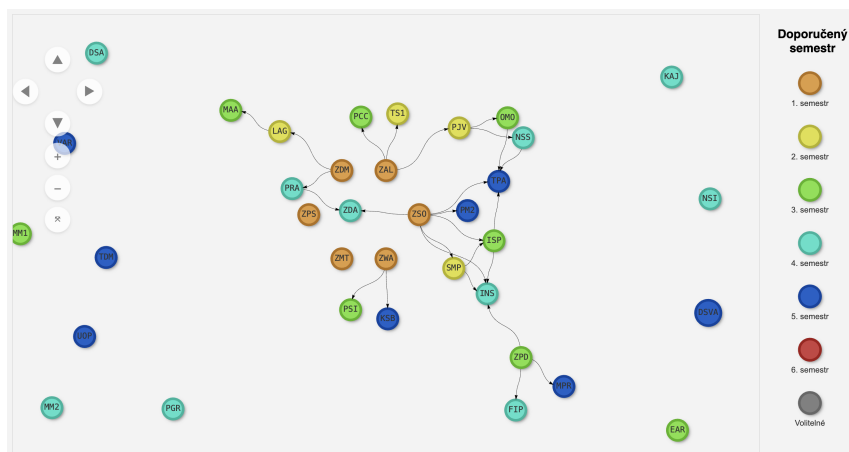 Doporučený
semestr
DSA
KAJ
MAA
PCC
TS1
OMO
LAG
PJV
NSS
1. semestr
ZDM
ZAL
2. semestr
PRA
TPA
NSI
3. semestr
ZPS
ZDA
ZSO
PM2
MM1
ISP
4. semestr
TDM
ZMT
ZWA
SMP
INS
5. semestr
PSI
KSB
DSVA
UOP
ZPD
6. semestr
MPR
MM2
PGR
FIP
Volitelné
EAR